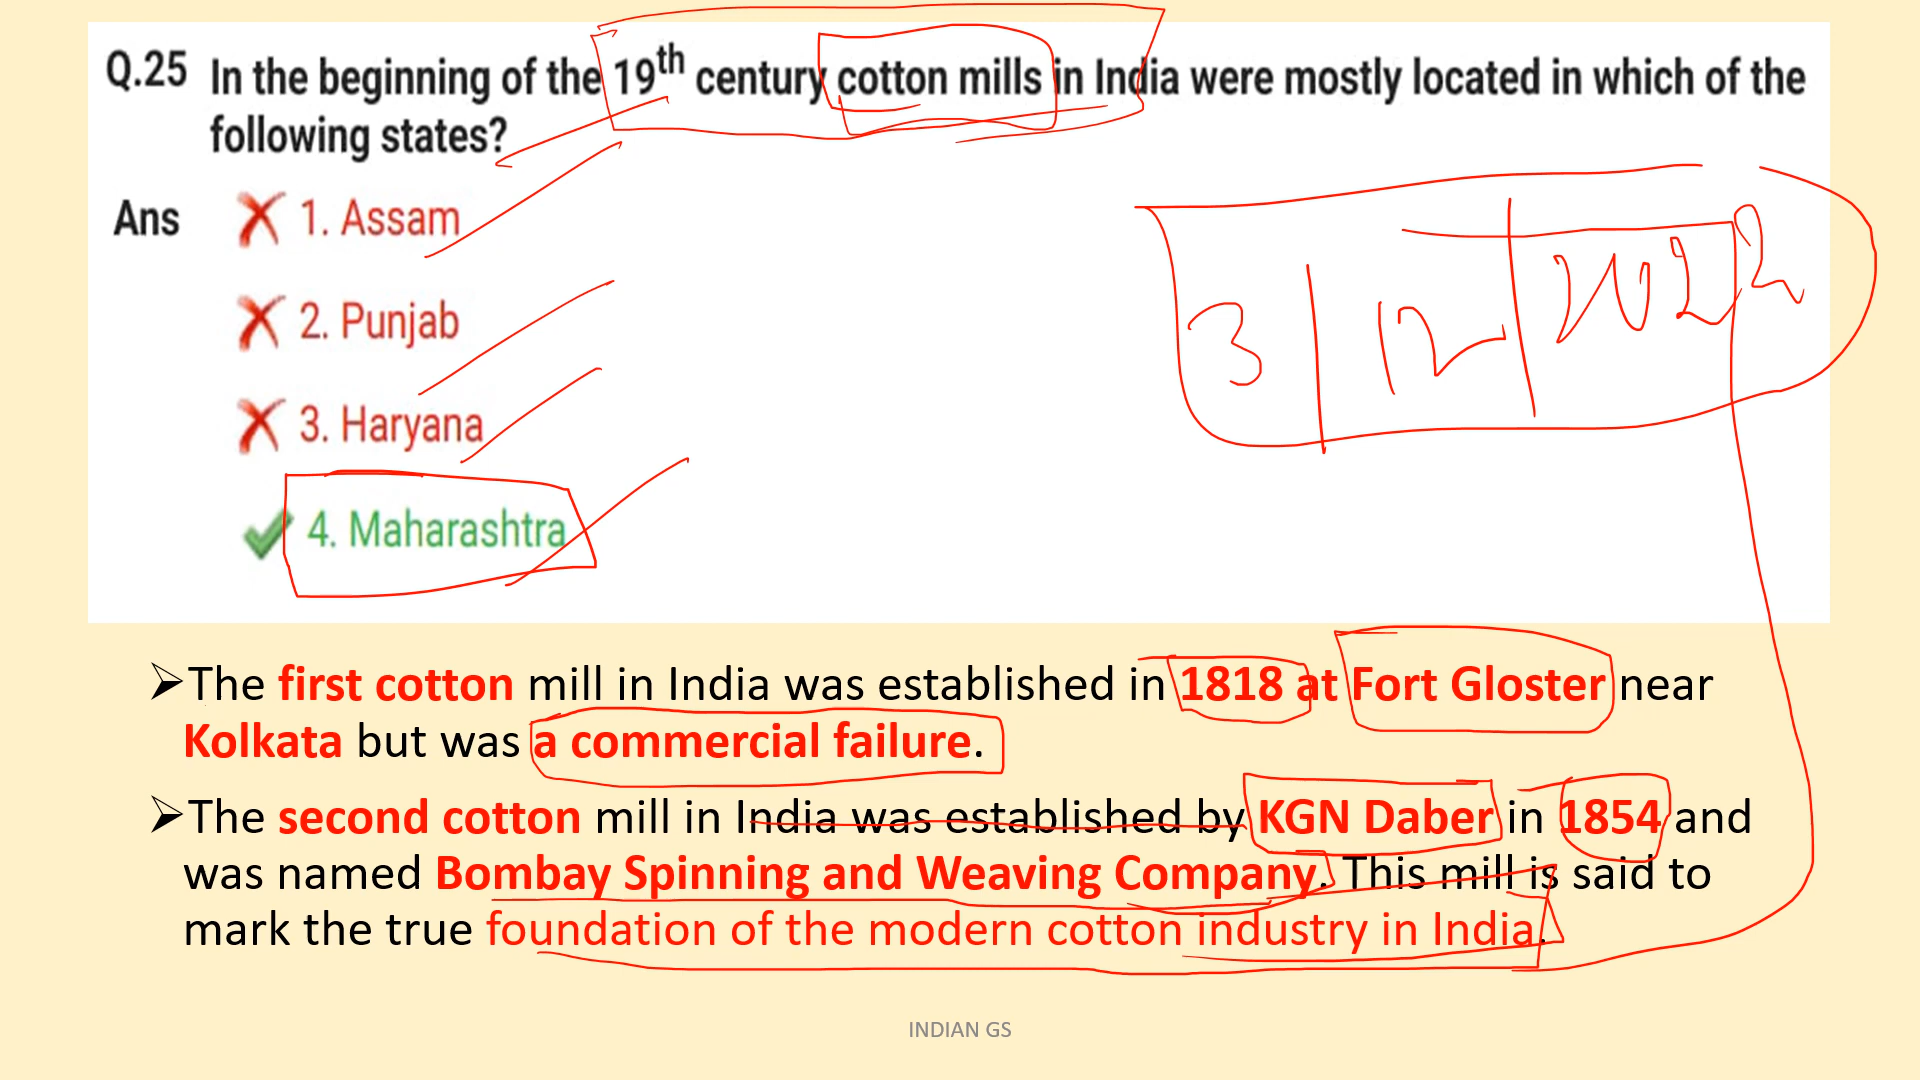 Q.25 In the beginning of the 19th century cotton mills in India were mostly located in which of the
following states?
Ans 1. Assam
2. Punjab
3. Haryana
4. Maharashtra
3 | 12 | 2022
➢The first cotton mill in India was established in 1818 at Fort Gloster near
Kolkata but was a commercial failure.
➢The second cotton mill in India was established by KGN Daber in 1854 and
was named Bombay Spinning and Weaving Company. This mill is said to
mark the true foundation of the modern cotton industry in India.
INDIAN GS